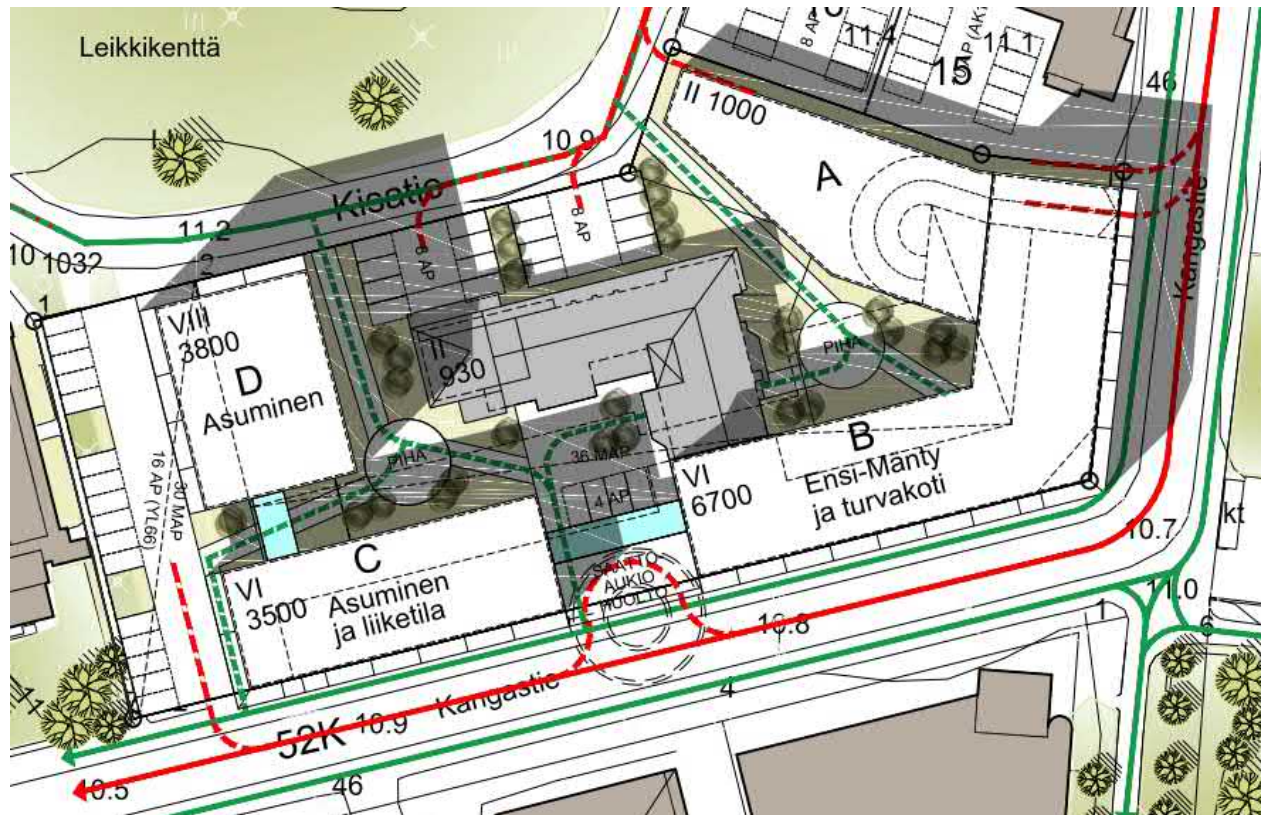 Leikkikenttä
8 AP
11.4
11.1
15
46
II 1000
10.9
A
Kisatie
11.2
8 AP
8 AP
Kangastie
10
1032
1
VIII
3800
D
Asuminen
II
930
PIHA
PIHA
B
Ensi-Mänty
ja turvakoti
36 MAP
4 AP
VI
6700
16 AP (YL66)
30 MAP
C
VI
3500
Asuminen
ja liiketila
SAATTO
AUKIO
HUOLTO
10.7
kt
11.0
1
6
10.8
Kangastie
4
52K
10.9
10.5
46